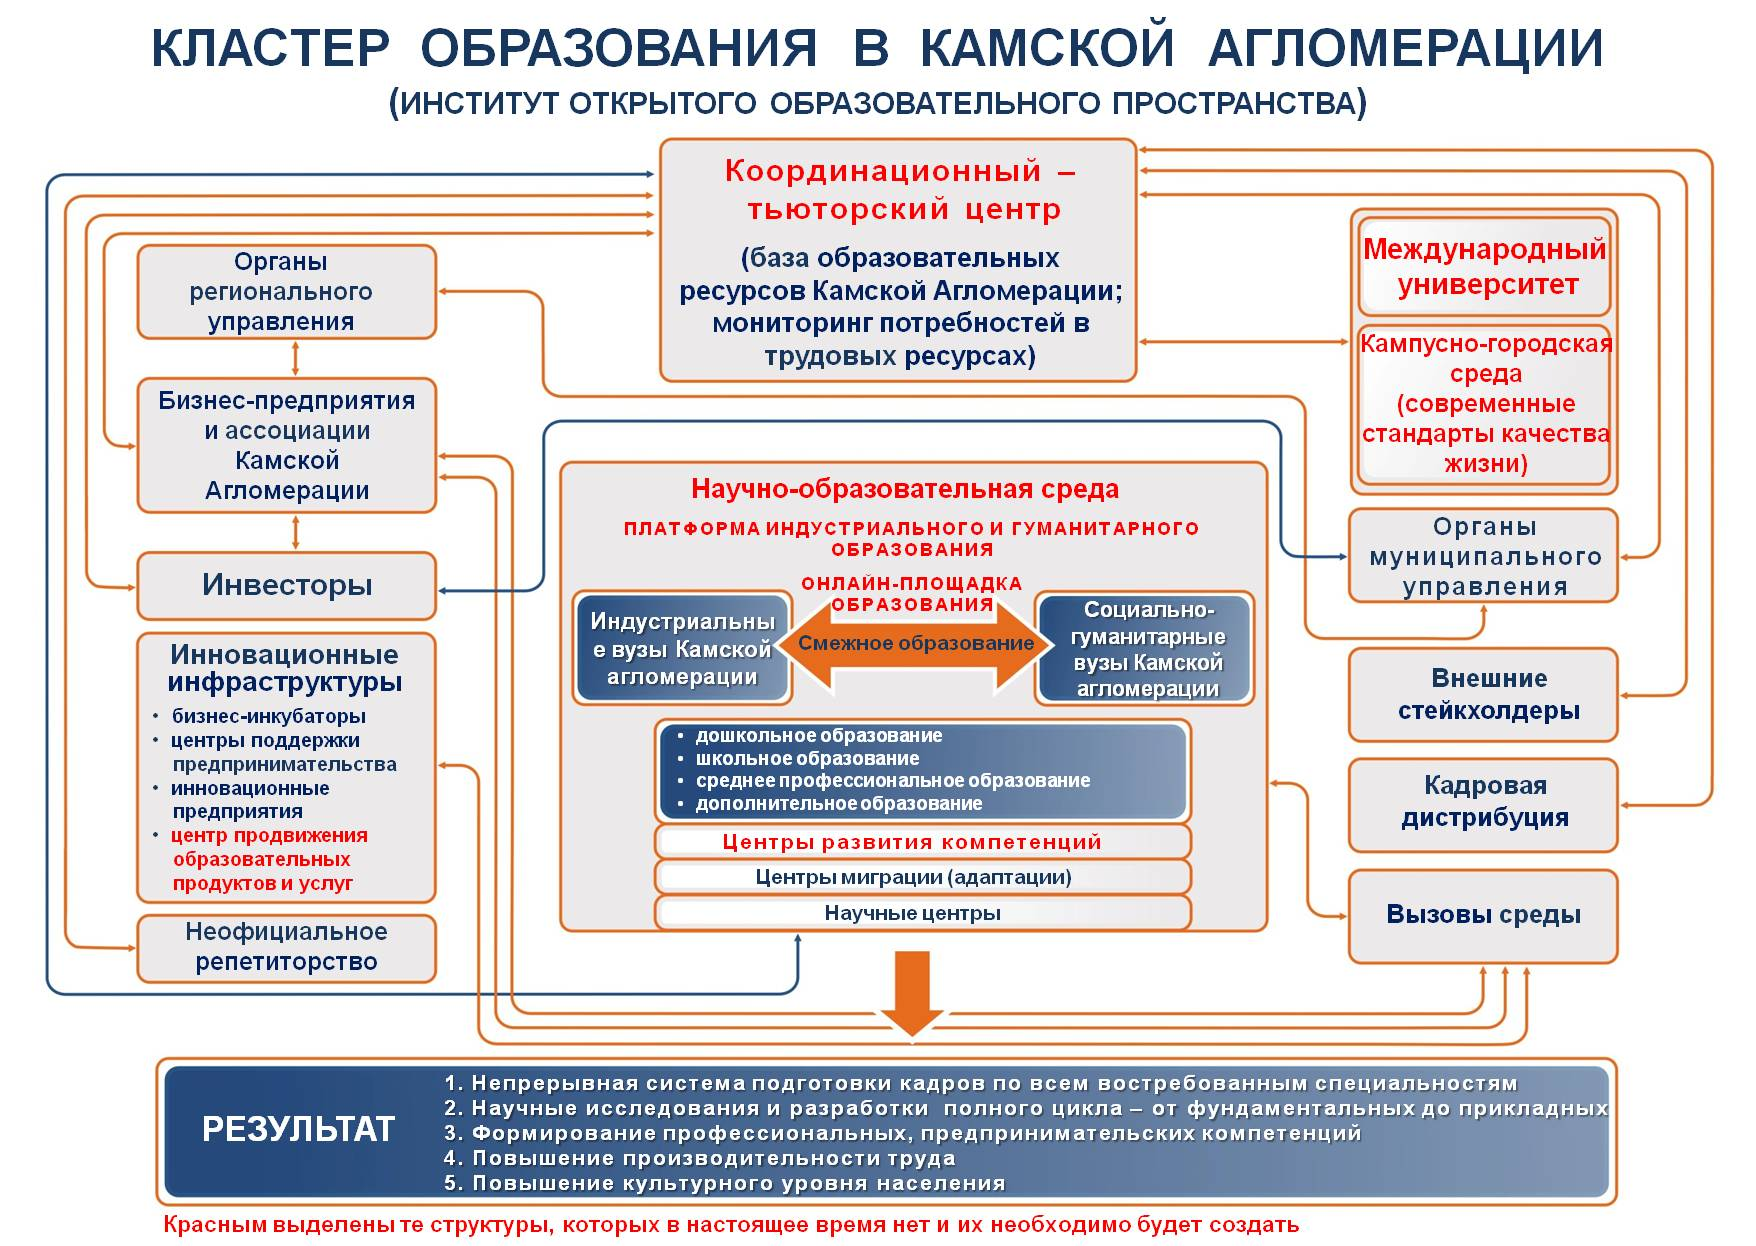 КЛАСТЕР ОБРАЗОВАНИЯ В КАМСКОЙ АГЛОМЕРАЦИИ
(ИНСТИТУТ ОТКРЫТОГО ОБРАЗОВАТЕЛЬНОГО ПРОСТРАНСТВА)
Координационный –
тьюторский центр
(база образовательных
ресурсов Камской Агломерации;
мониторинг потребностей в
трудовых ресурсах)
Органы
регионального
управления
Бизнес-предприятия
и ассоциации
Камской
Агломерации
Инвесторы
Инновационные
инфраструктуры
• бизнес-инкубаторы
• центры поддержки
предпринимательства
• инновационные
предприятия
• центр продвижения
образовательных
продуктов и услуг
Неофициальное
репетиторство
Научно-образовательная среда
ПЛАТФОРМА ИНДУСТРИАЛЬНОГО И ГУМАНИТАРНОГО
ОБРАЗОВАНИЯ
ОНЛАЙН-ПЛОЩАДКА
ОБРАЗОВАНИЯ
Индустриальны
е вузы Камской
агломерации
Смежное образование
Социально-
гуманитарные
вузы Камской
агломерации
• дошкольное образование
• школьное образование
• среднее профессиональное образование
• дополнительное образование
Центры развития компетенций
Центры миграции (адаптации)
Научные центры
Международный
университет
Кампусно-городская
среда
(современные
стандарты качества
жизни)
Органы
муниципального
управления
Внешние
стейкхолдеры
Кадровая
дистрибуция
Вызовы среды
РЕЗУЛЬТАТ
1. Непрерывная система подготовки кадров по всем востребованным специальностям
2. Научные исследования и разработки полного цикла – от фундаментальных до прикладных
3. Формирование профессиональных, предпринимательских компетенций
4. Повышение производительности труда
5. Повышение культурного уровня населения
Красным выделены те структуры, которых в настоящее время нет и их необходимо будет создать